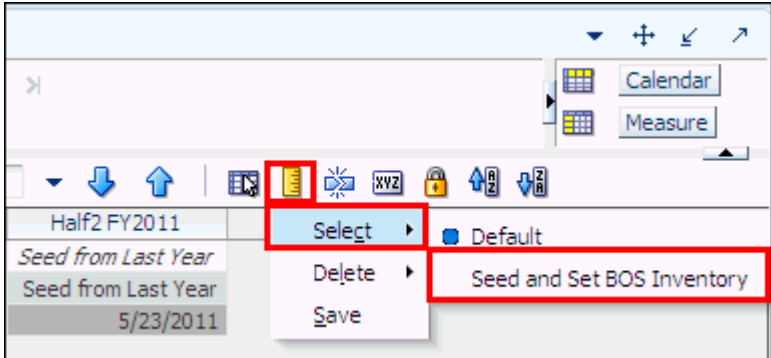 Calendar
Measure
XYZ
A
Z
Z
A
Half2 FY2011
Seed from Last Year
Seed from Last Year
5/23/2011
Select
Delete
Save
Default
Seed and Set BOS Inventory